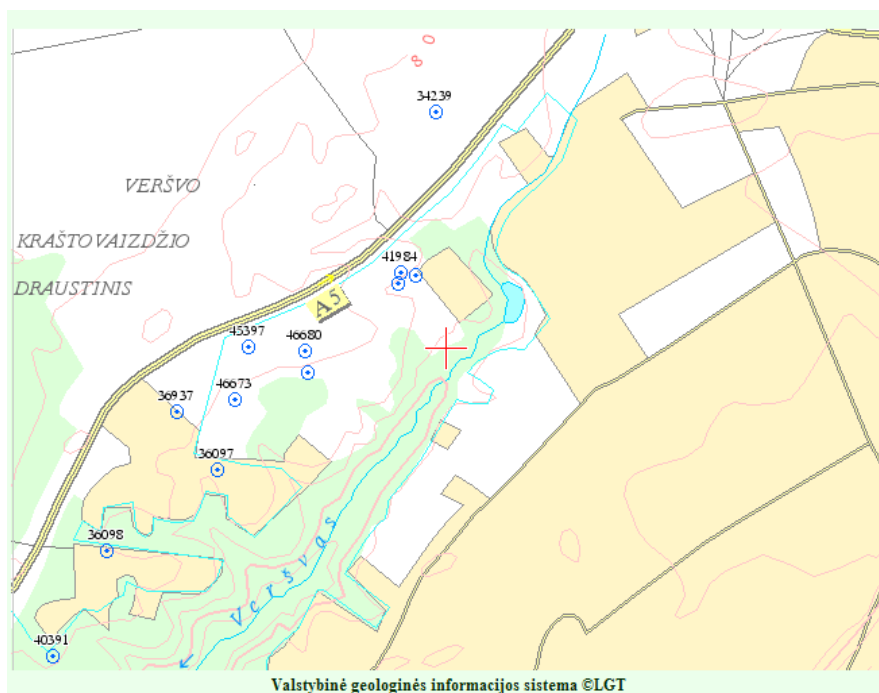 80
34239
VERŠVO
KRAŠTOVAIZDŽIO
DRAUSTINIS
41984
A5
45397
46680
46673
36937
36097
36098
Veršvas
40391
Valstybinė geologinės informacijos sistema ©LGT